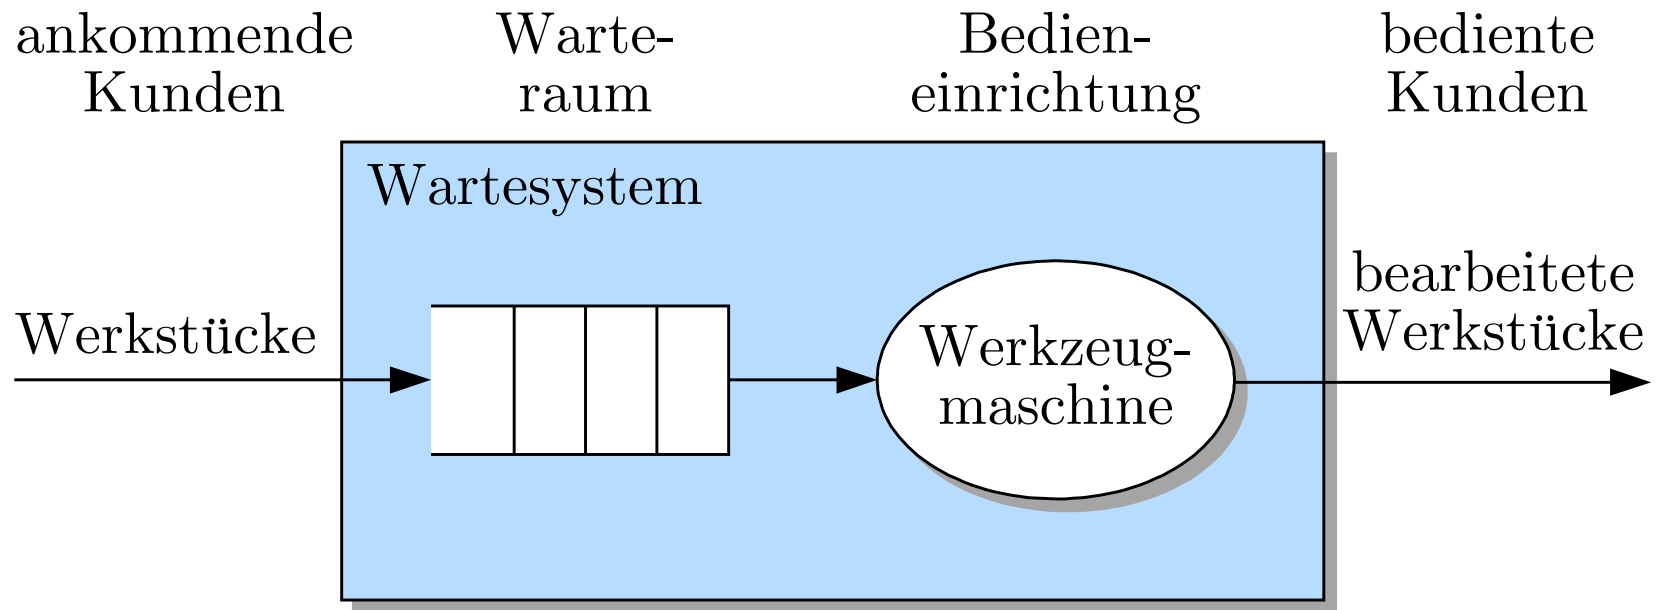 ankommende
Kunden
Warte-
raum
Bedien-
einrichtung
bediente
Kunden
Wartesystem
Werkstücke
Werkzeug-
maschine
bearbeitete
Werkstücke